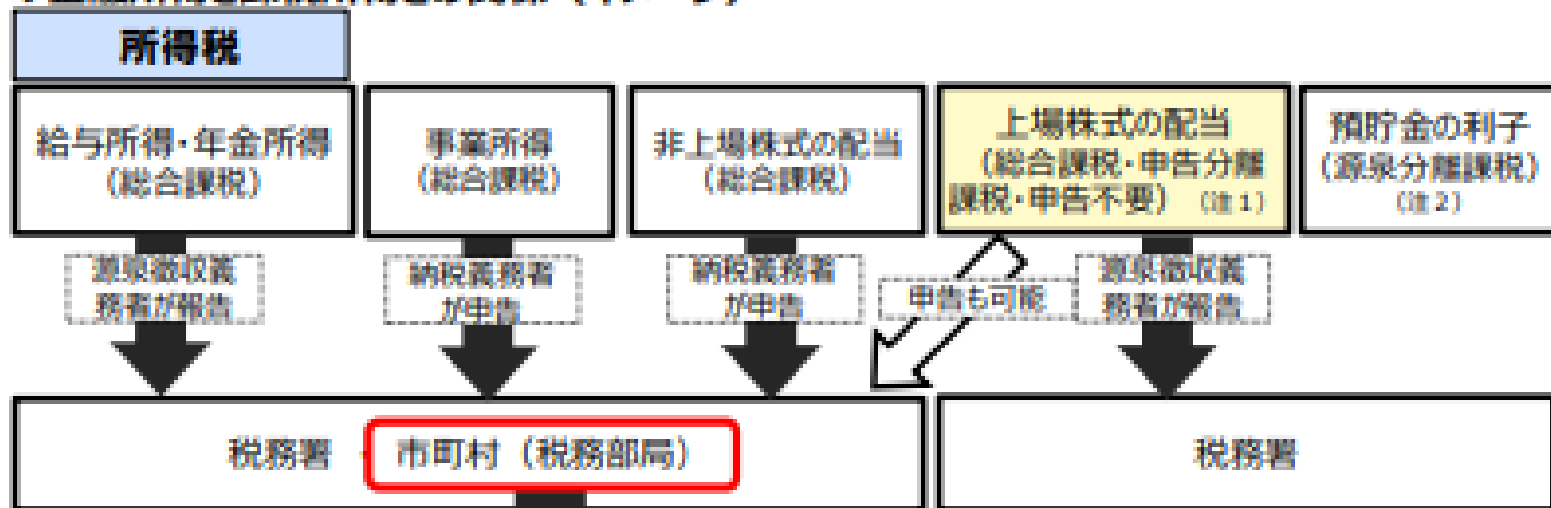 所得税
給与所得・年金所得
(総合課税)
事業所得
(総合課税)
非上場株式の配当
(総合課税)
上場株式の配当
(総合課税・申告分離
課税・申告不要) (注1)
預貯金の利子
(源泉分離課税)
(注2)
源泉徴収義
務者が報告
納税義務者
が申告
納税義務者
が申告
申告も可能
源泉徴収義
務者が報告
税務署・市町村(税務部局)
税務署